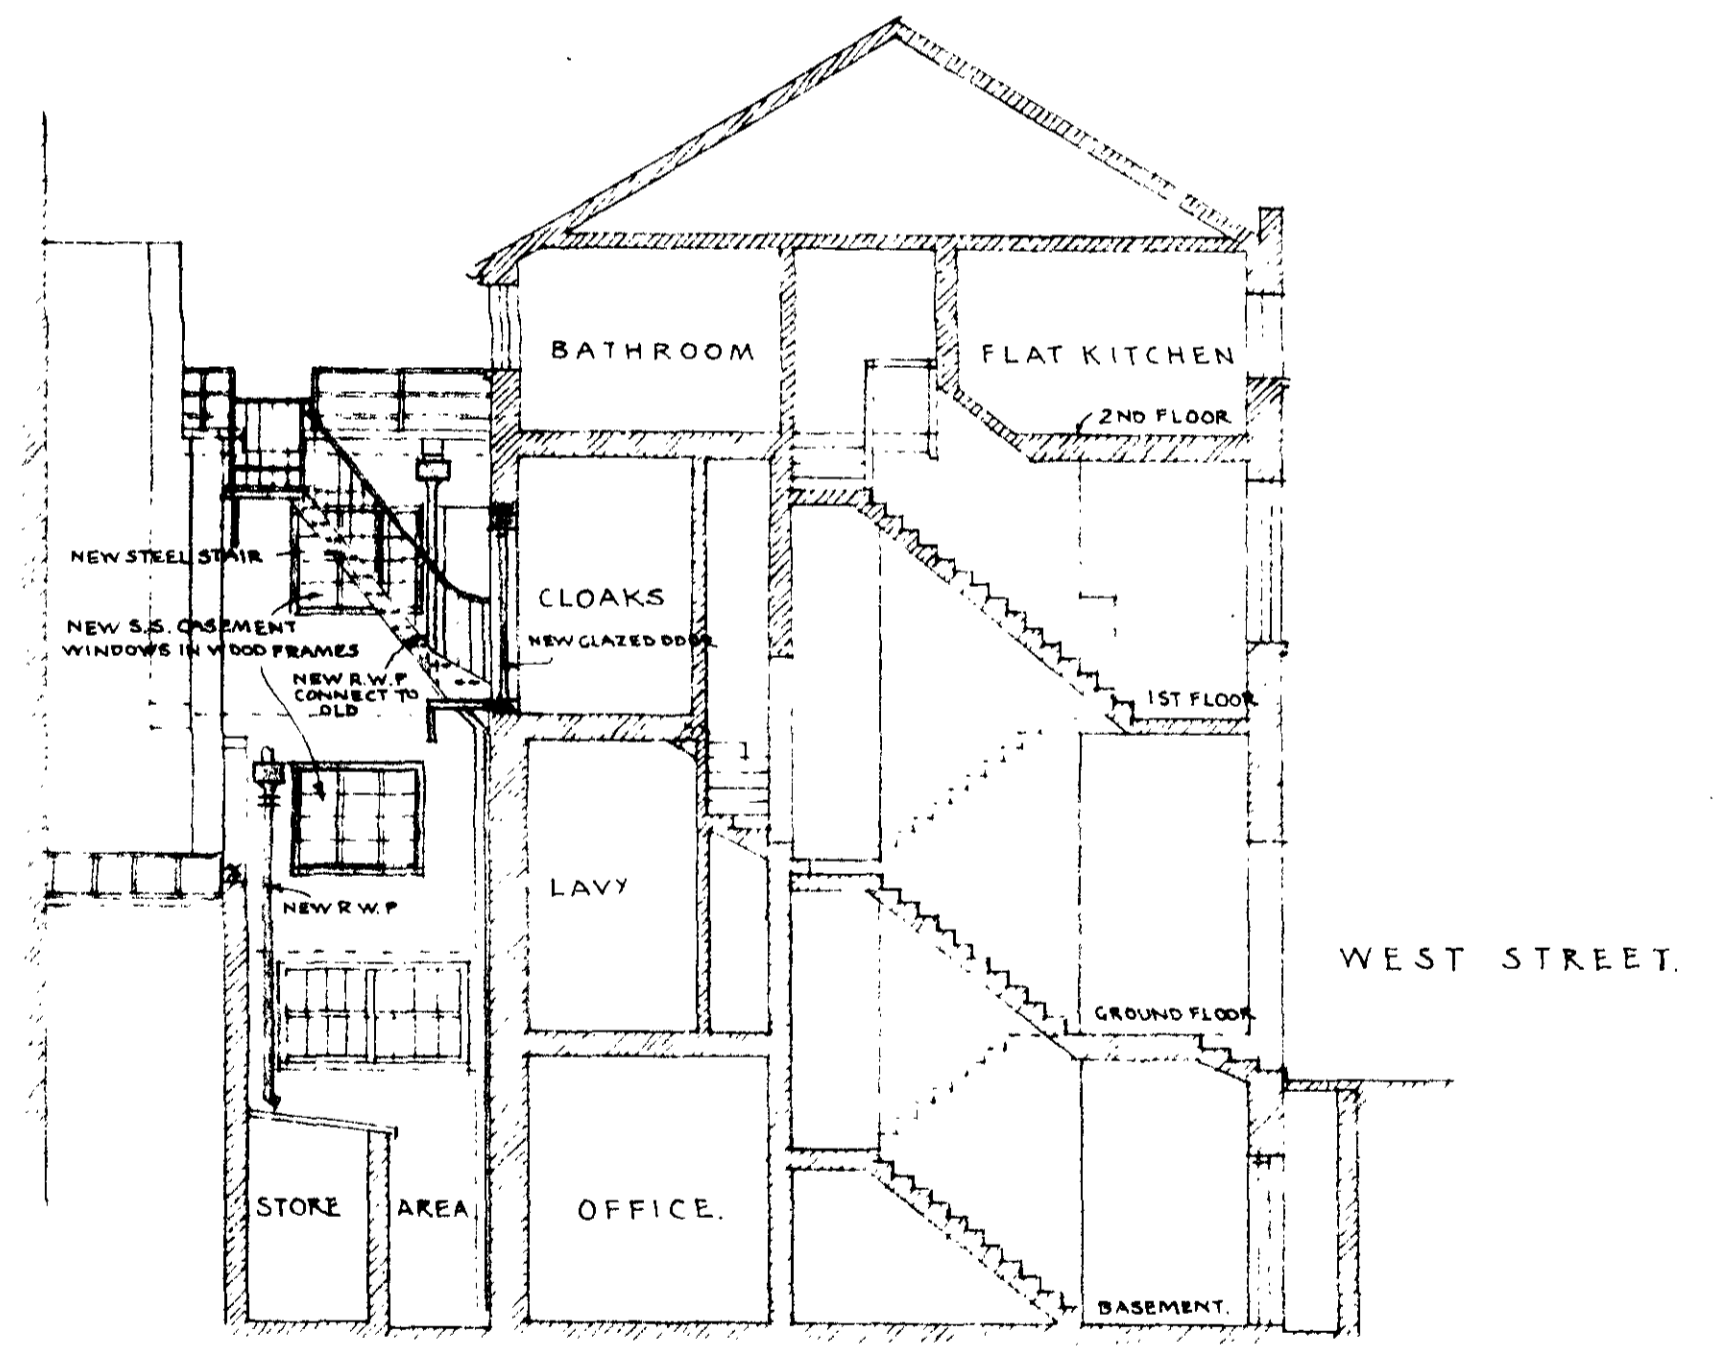 BATHROOM
FLAT KITCHEN
2ND FLOOR
NEW STEEL STAIR
CLOAKS
NEW S.S. CASEMENT
WINDOWS IN WOOD FRAMES
NEW GLAZED DOOR
NEW R.W.P
CONNECT TO
OLD
1ST FLOOR
LAVY
NEW R.W.P
WEST STREET.
GROUND FLOOR
STORE
AREA
OFFICE.
BASEMENT.